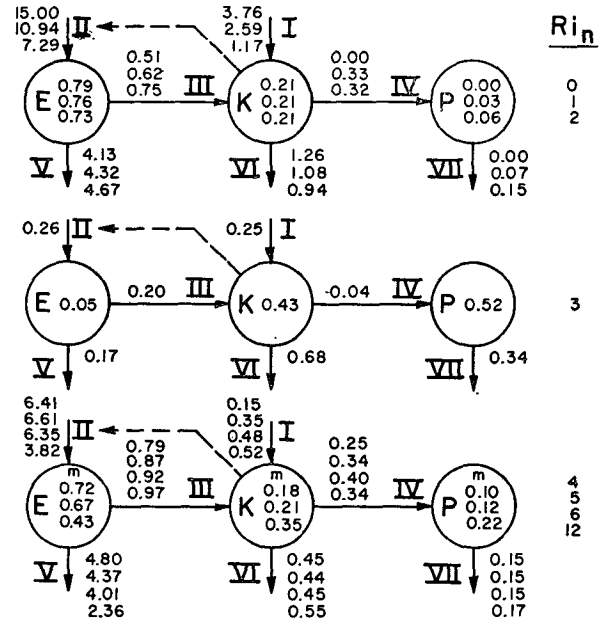 Ri_n
15.00
10.94
7.29
II
3.76
2.59
1.17
I
E
0.79
0.76
0.73
0.51
0.62
0.75
III
K
0.21
0.21
0.21
0.00
0.33
0.32
IV
P
0.00
0.03
0.06
0
1
2
V
4.13
4.32
4.67
VI
1.26
1.08
0.94
VII
0.00
0.07
0.15
0.26
II
0.25
I
E 0.05
0.20
III
K 0.43
-0.04
IV
P 0.52
3
V
0.17
VI
0.68
VII
0.34
6.41
6.61
6.35
3.82
II
0.15
0.35
0.48
0.52
I
E
m
0.72
0.67
0.43
0.79
0.87
0.92
0.97
III
K
m
0.18
0.21
0.35
0.25
0.34
0.40
0.34
IV
P
m
0.10
0.12
0.22
4
5
6
12
V
4.80
4.37
4.01
2.36
VI
0.45
0.44
0.45
0.55
VII
0.15
0.15
0.15
0.17